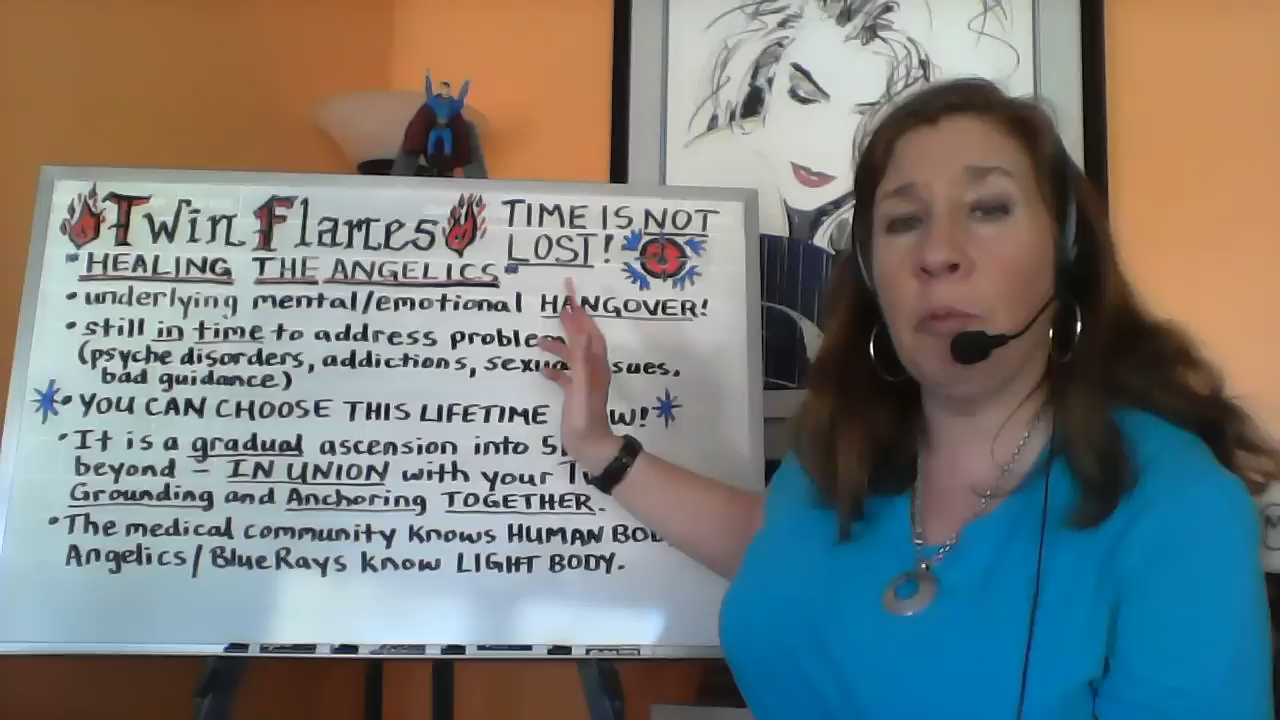 Twin Flames
TIME IS NOT
LOST!
"HEALING THE ANGELICS"
• underlying mental/emotional HANGOVER!
• still in time to address
(psyche disorders, addictions,
bad guidance)
• YOU CAN CHOOSE THIS LIFETIME
• It is a gradual ascension into
beyond – IN UNION with your
Grounding and Anchoring TOGETHER.
• The medical community knows HUMAN
Angelics/BlueRays know LIGHT BODY.